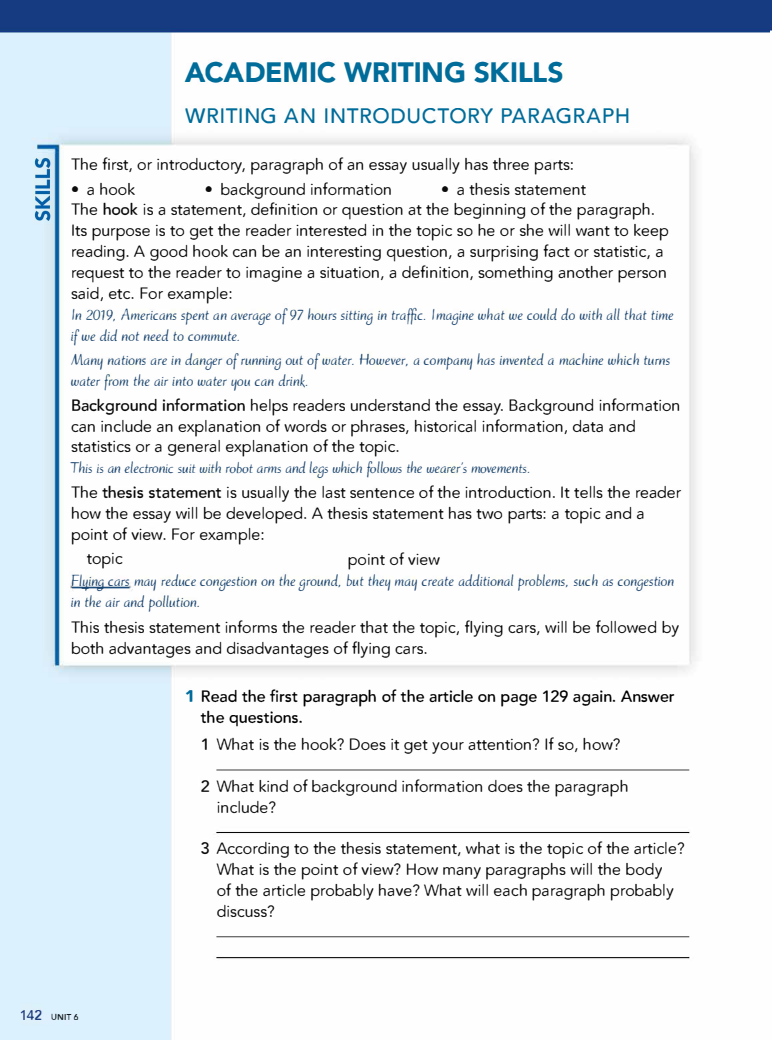 ACADEMIC WRITING SKILLS
WRITING AN INTRODUCTORY PARAGRAPH
SKILLS
The first, or introductory, paragraph of an essay usually has three parts:
• a hook • background information • a thesis statement
The hook is a statement, definition or question at the beginning of the paragraph.
Its purpose is to get the reader interested in the topic so he or she will want to keep
reading. A good hook can be an interesting question, a surprising fact or statistic, a
request to the reader to imagine a situation, a definition, something another person
said, etc. For example:
In 2019, Americans spent an average of 97 hours sitting in traffic. Imagine what we could do with all that time
if we did not need to commute.
Many nations are in danger of running out of water. However, a company has invented a machine which turns
water from the air into water you can drink.
Background information helps readers understand the essay. Background information
can include an explanation of words or phrases, historical information, data and
statistics or a general explanation of the topic.
This is an electronic suit with robot arms and legs which follows the wearer's movements.
The thesis statement is usually the last sentence of the introduction. It tells the reader
how the essay will be developed. A thesis statement has two parts: a topic and a
point of view. For example:
topic point of view
Flying cars may reduce congestion on the ground, but they may create additional problems, such as congestion
in the air and pollution.
This thesis statement informs the reader that the topic, flying cars, will be followed by
both advantages and disadvantages of flying cars.
1 Read the first paragraph of the article on page 129 again. Answer
the questions.
1 What is the hook? Does it get your attention? If so, how?
2 What kind of background information does the paragraph
include?
3 According to the thesis statement, what is the topic of the article?
What is the point of view? How many paragraphs will the body
of the article probably have? What will each paragraph probably
discuss?
142 UNIT 6